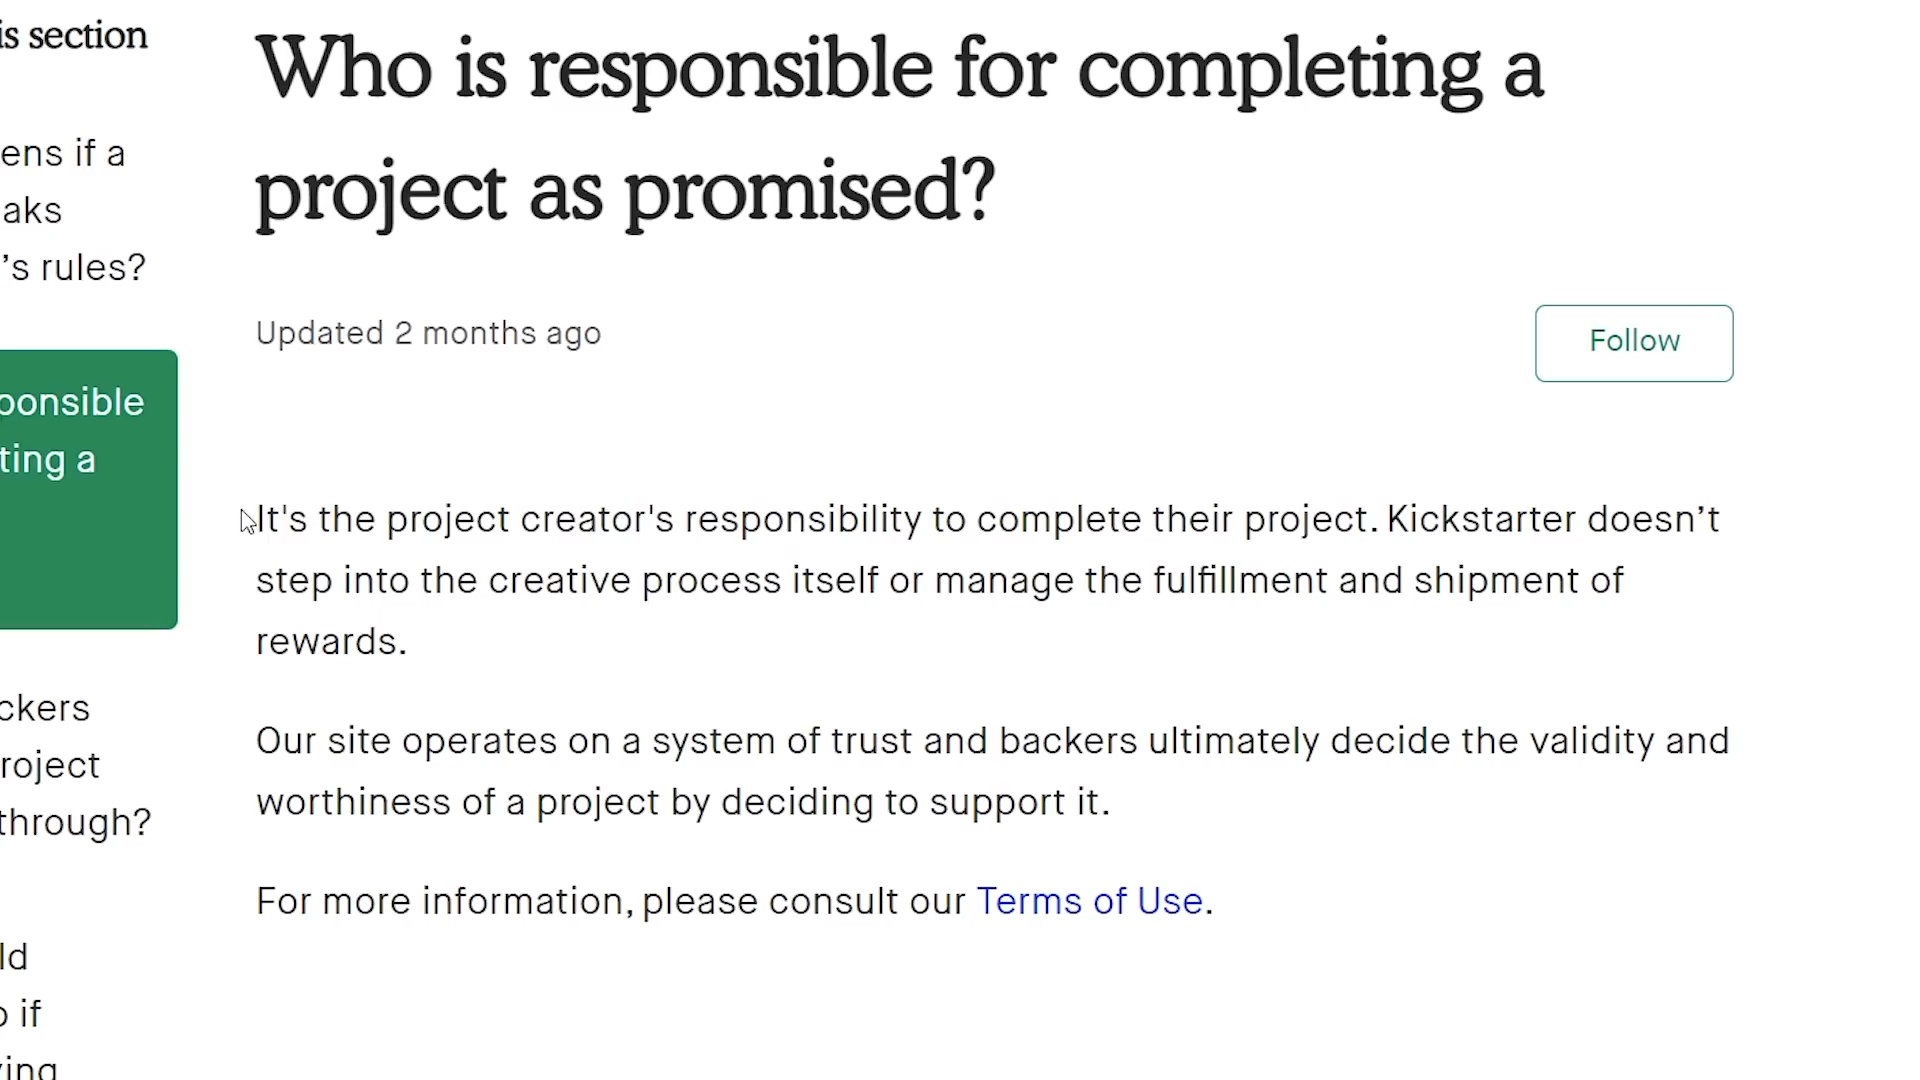 is section
ens if a
aks
's rules?
ponsible
ting a
ckers
roject
through?
ld
o if
ving
Who is responsible for completing a
project as promised?
Updated 2 months ago
Follow
It's the project creator's responsibility to complete their project. Kickstarter doesn’t
step into the creative process itself or manage the fulfillment and shipment of
rewards.
Our site operates on a system of trust and backers ultimately decide the validity and
worthiness of a project by deciding to support it.
For more information, please consult our Terms of Use.